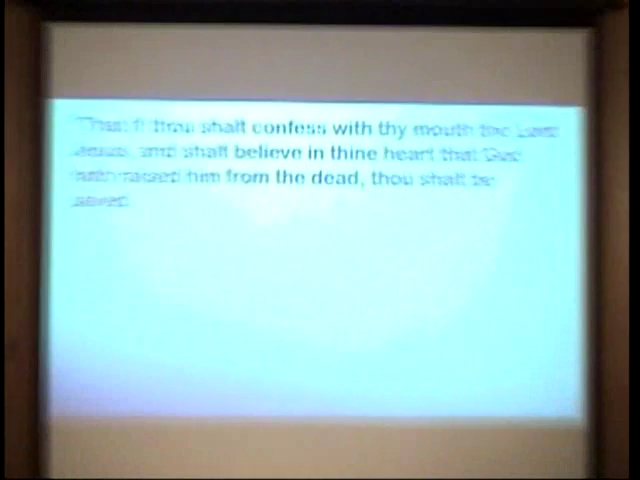 "That if thou shalt confess with thy mouth the Lord
Jesus, and shalt believe in thine heart that God
hath raised him from the dead, thou shalt be
saved.